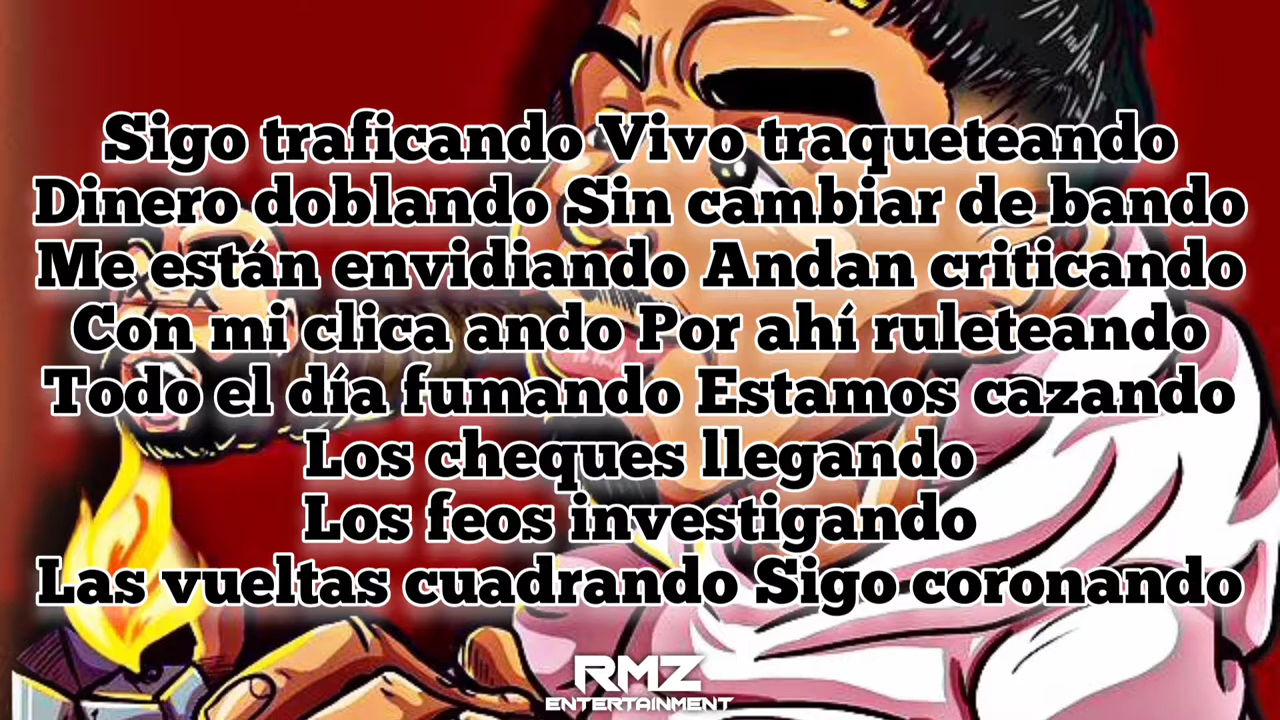 Sigo traficando Vivo traqueteando
Dinero doblando Sin cambiar de bando
Me están envidiando Andan criticando
Con mi clica ando Por ahí ruleteando
Todo el día fumando Estamos cazando
Los cheques llegando
Los feos investigando
Las vueltas cuadrando Sigo coronando
RMZ
ENTERTAINMENT